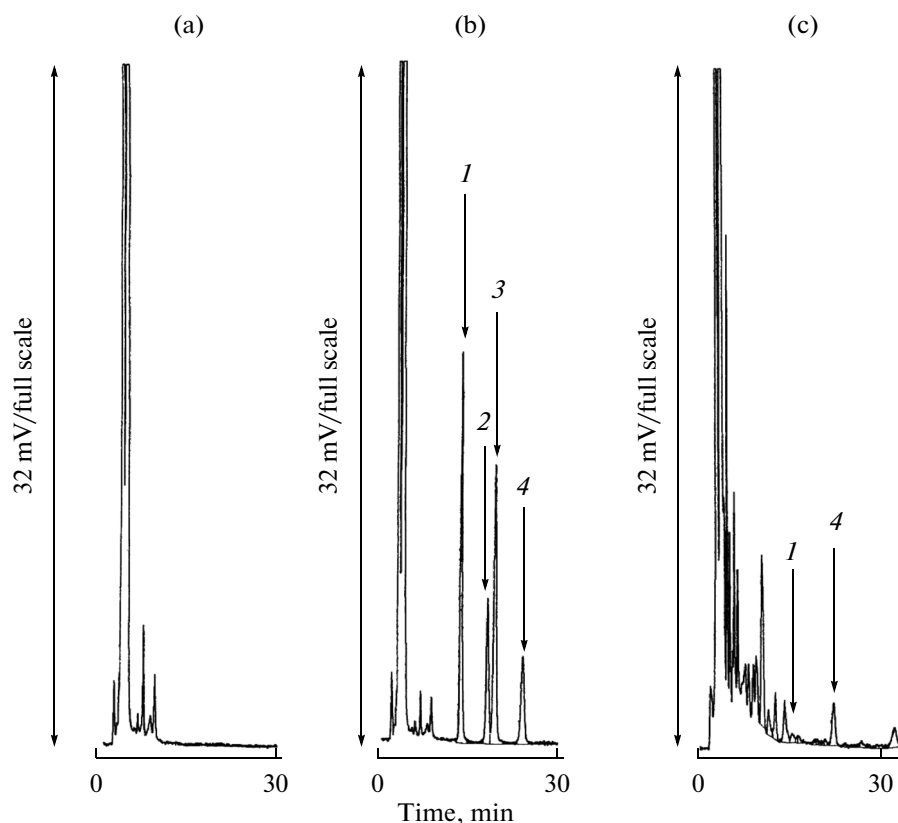 (a) (b) (c)
32 mV/full scale
32 mV/full scale
32 mV/full scale
1
3
2
4
1
4
0 30 0 30 0 30
Time, min